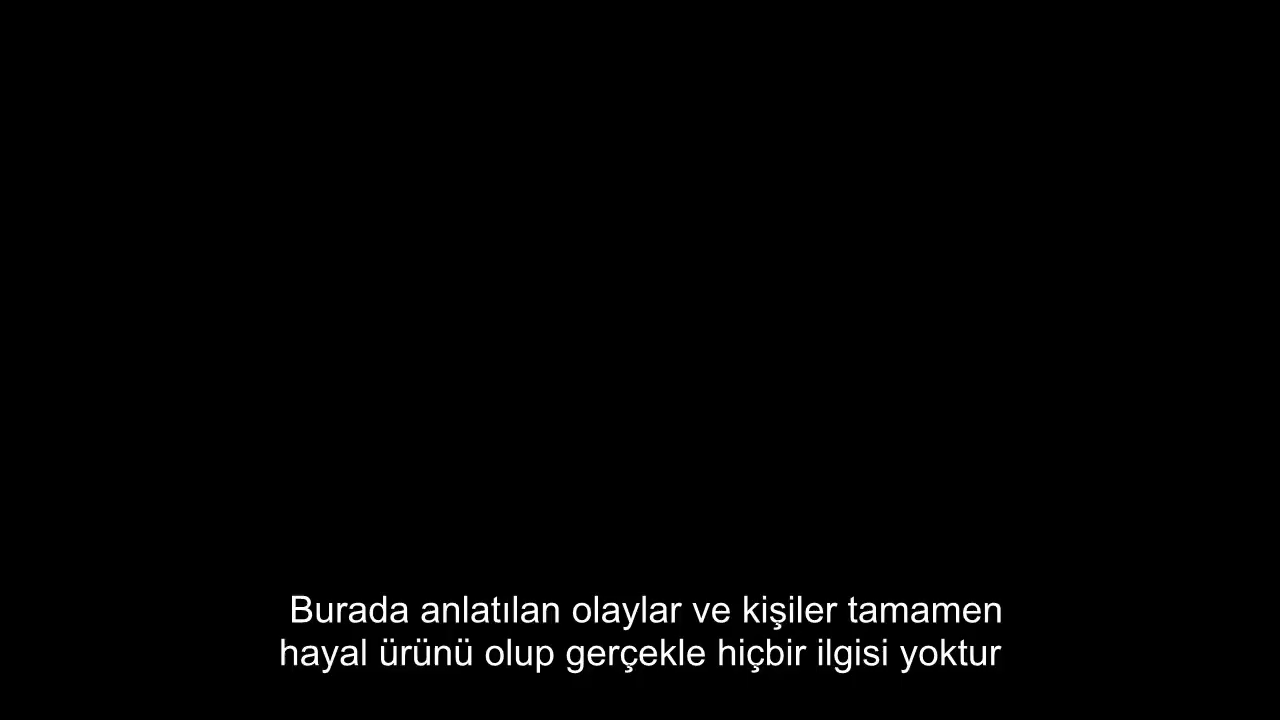 Burada anlatılan olaylar ve kişiler tamamen
hayal ürünü olup gerçekle hiçbir ilgisi yoktur